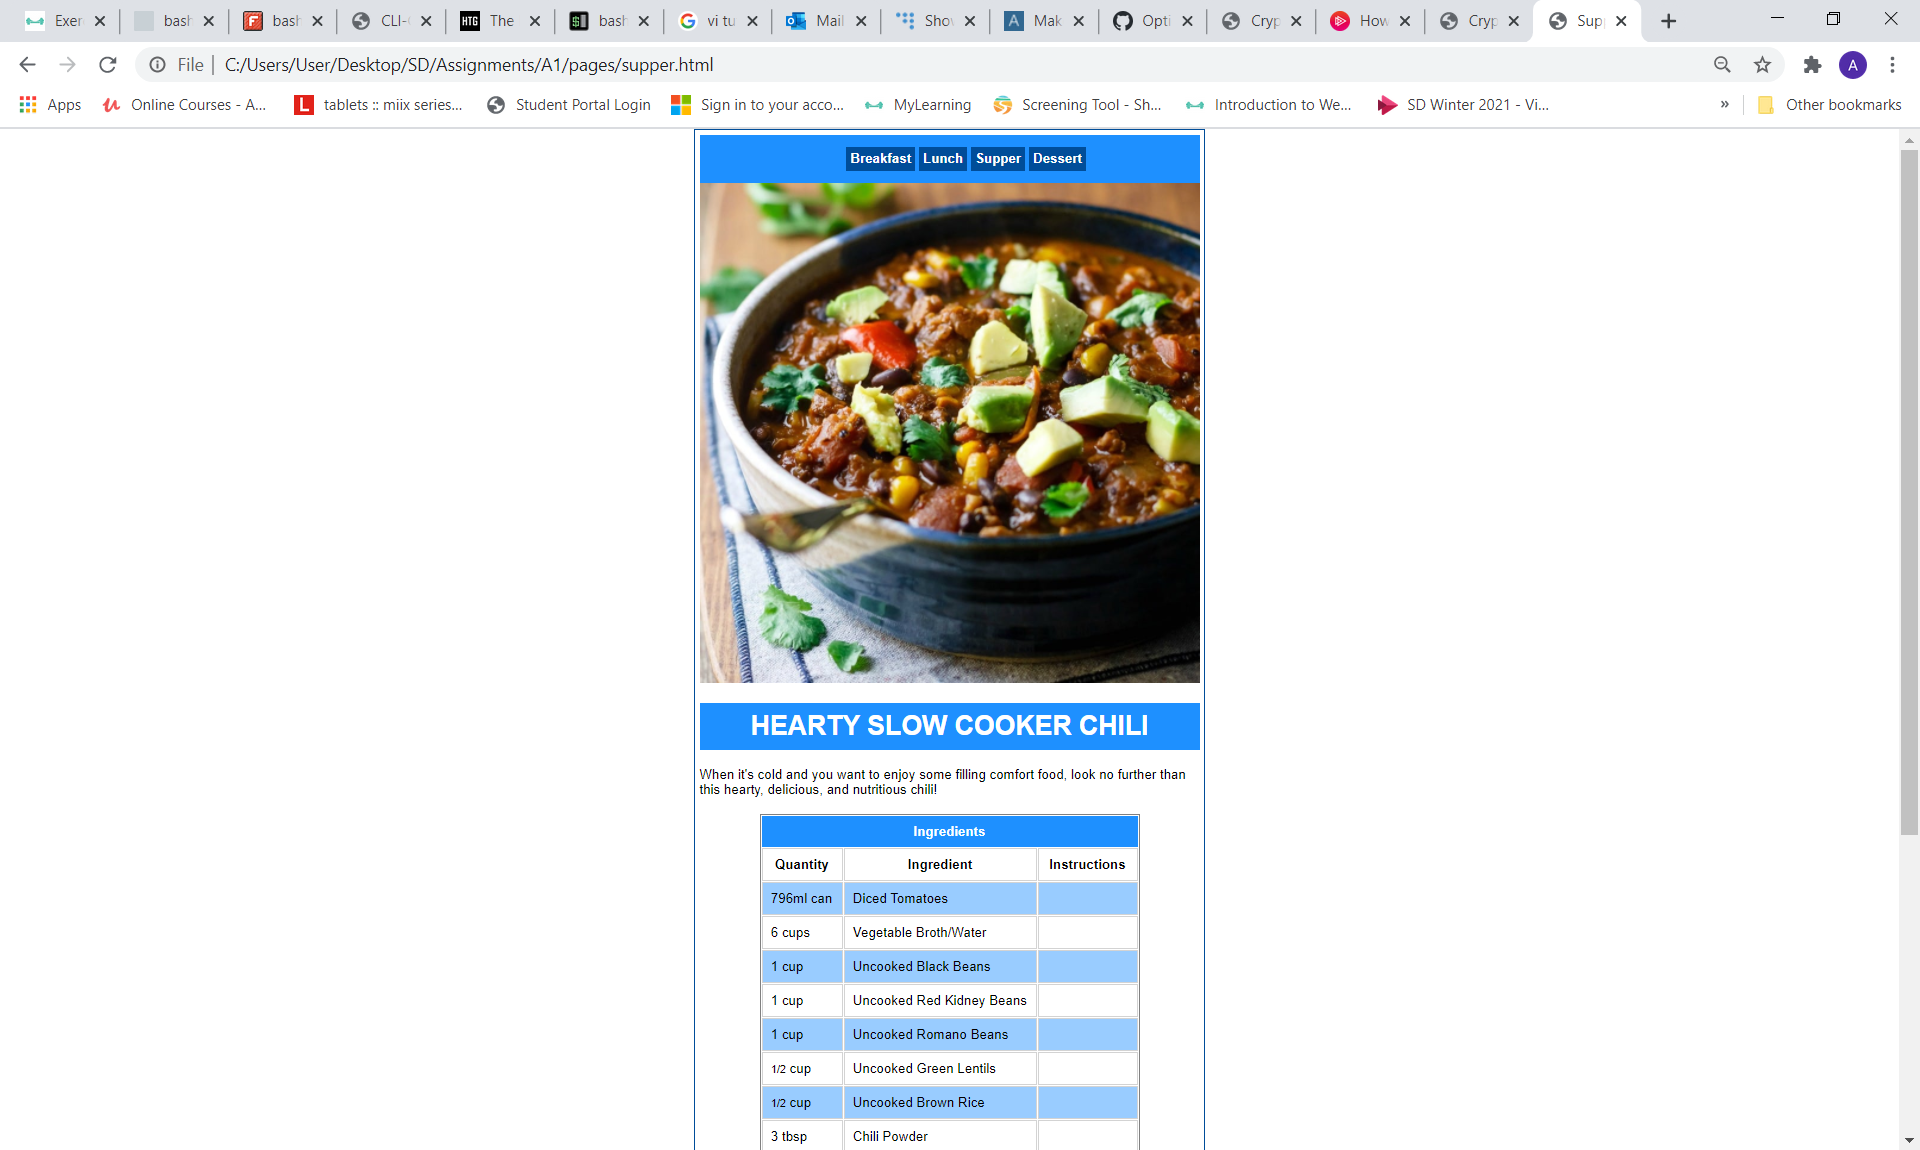 Exer bash bash CLI- The bash vi tu Mail Sho Mak Opti Cryp How Cryp Supp
File C:/Users/User/Desktop/SD/Assignments/A1/pages/supper.html A
Apps Online Courses - A... tablets :: miix series... Student Portal Login Sign in to your acco... MyLearning Screening Tool - Sh... Introduction to We... SD Winter 2021 - Vi... » Other bookmarks
Breakfast Lunch Supper Dessert
HEARTY SLOW COOKER CHILI
When it's cold and you want to enjoy some filling comfort food, look no further than
this hearty, delicious, and nutritious chili!
Ingredients
Quantity Ingredient Instructions
796ml can Diced Tomatoes
6 cups Vegetable Broth/Water
1 cup Uncooked Black Beans
1 cup Uncooked Red Kidney Beans
1 cup Uncooked Romano Beans
1/2 cup Uncooked Green Lentils
1/2 cup Uncooked Brown Rice
3 tbsp Chili Powder